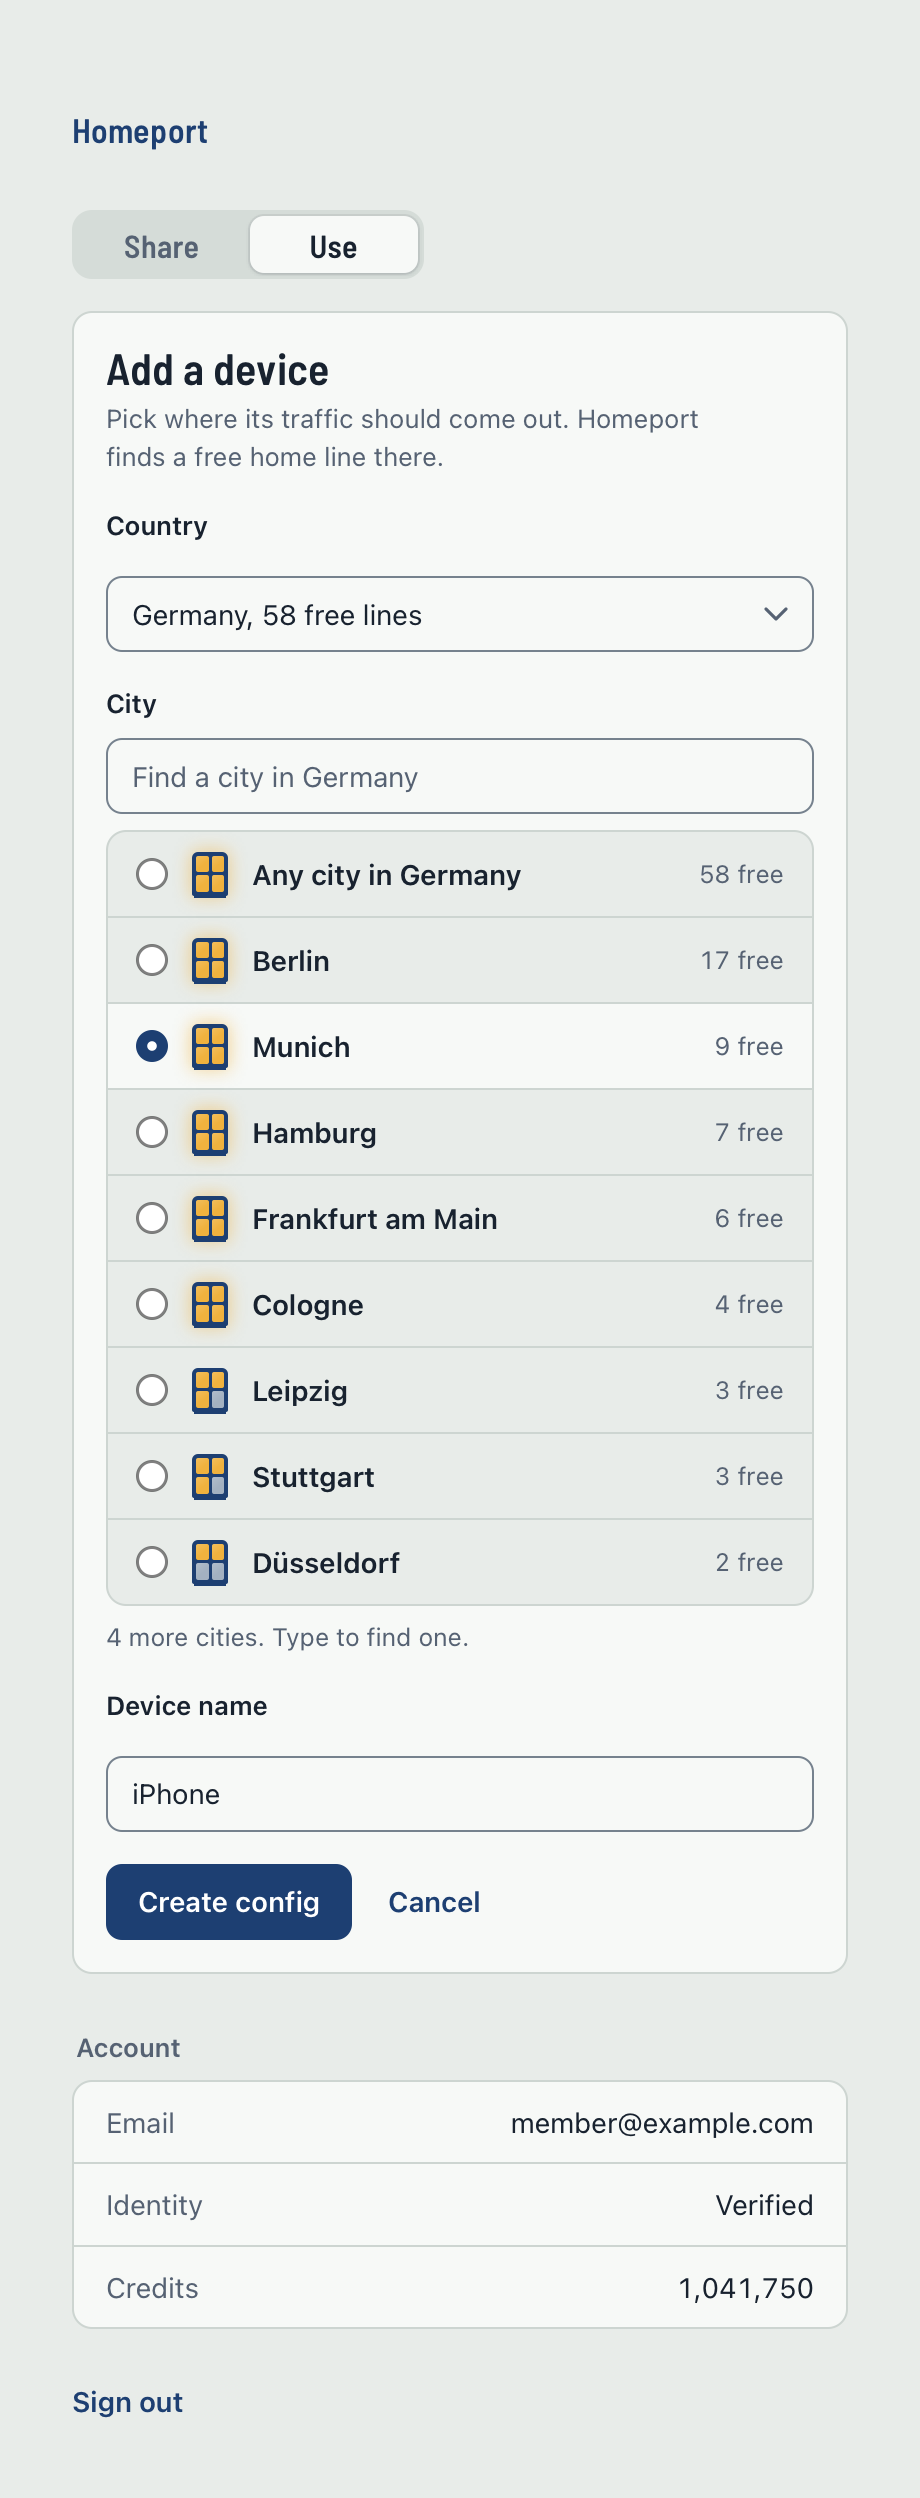 Homeport
Share
Use
Add a device
Pick where its traffic should come out. Homeport
finds a free home line there.
Country
Germany, 58 free lines
City
Find a city in Germany
Any city in Germany 58 free
Berlin 17 free
Munich 9 free
Hamburg 7 free
Frankfurt am Main 6 free
Cologne 4 free
Leipzig 3 free
Stuttgart 3 free
Düsseldorf 2 free
4 more cities. Type to find one.
Device name
iPhone
Create config
Cancel
Account
Email member@example.com
Identity Verified
Credits 1,041,750
Sign out